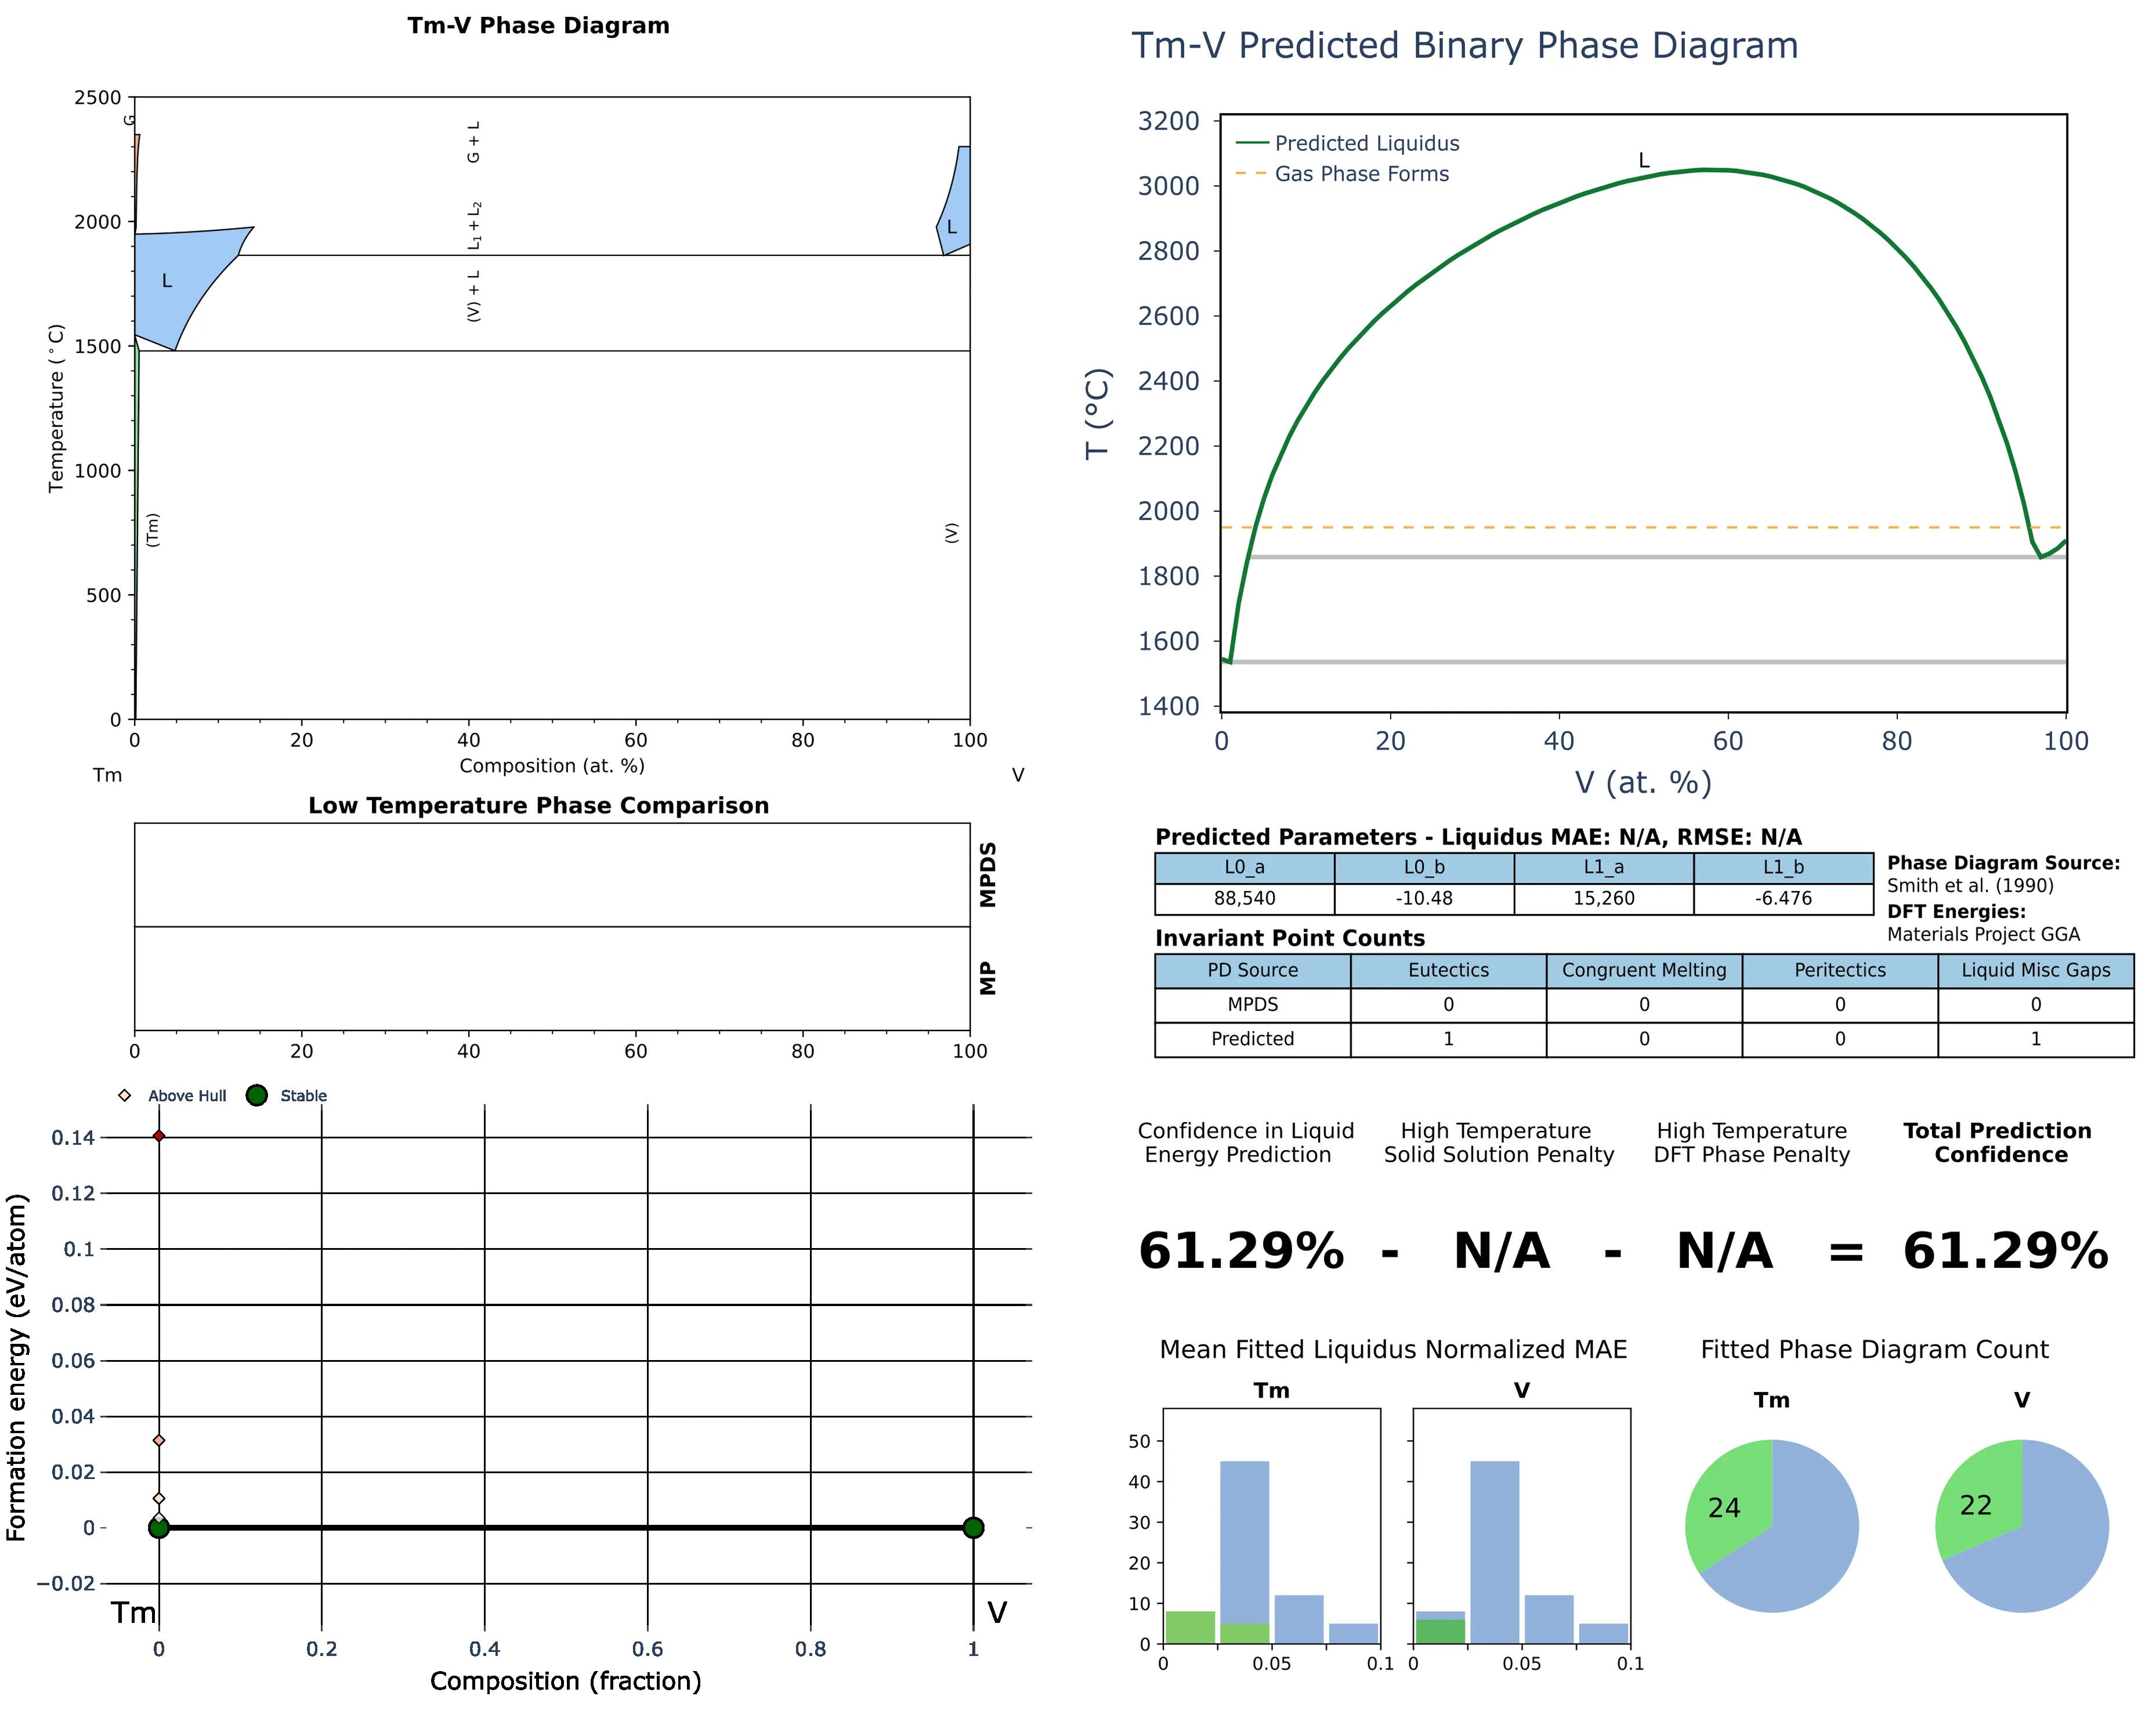 Tm-V Phase Diagram
2500
2000
1500
1000
500
0
Temperature (°C)
G
G + L
L₁ + L₂
(V) + L
L
L
(Tm)
(V)
0 20 40 60 80 100
Composition (at. %)
Tm V
Low Temperature Phase Comparison
MPDS
MP
0 20 40 60 80 100
Above Hull Stable
0.14
0.12
0.1
0.08
0.06
0.04
0.02
0
−0.02
Formation energy (eV/atom)
Tm V
0 0.2 0.4 0.6 0.8 1
Composition (fraction)
Tm-V Predicted Binary Phase Diagram
3200
3000
2800
2600
2400
2200
2000
1800
1600
1400
T (°C)
Predicted Liquidus
Gas Phase Forms
L
0 20 40 60 80 100
V (at. %)
Predicted Parameters - Liquidus MAE: N/A, RMSE: N/A
L0_a L0_b L1_a L1_b
88,540 -10.48 15,260 -6.476
Phase Diagram Source:
Smith et al. (1990)
DFT Energies:
Materials Project GGA
Invariant Point Counts
PD Source Eutectics Congruent Melting Peritectics Liquid Misc Gaps
MPDS 0 0 0 0
Predicted 1 0 0 1
Confidence in Liquid
Energy Prediction
High Temperature
Solid Solution Penalty
High Temperature
DFT Phase Penalty
Total Prediction
Confidence
61.29% - N/A - N/A = 61.29%
Mean Fitted Liquidus Normalized MAE
Tm V
50
40
30
20
10
0
0 0.05 0.1 0 0.05 0.1
Fitted Phase Diagram Count
Tm V
24 22